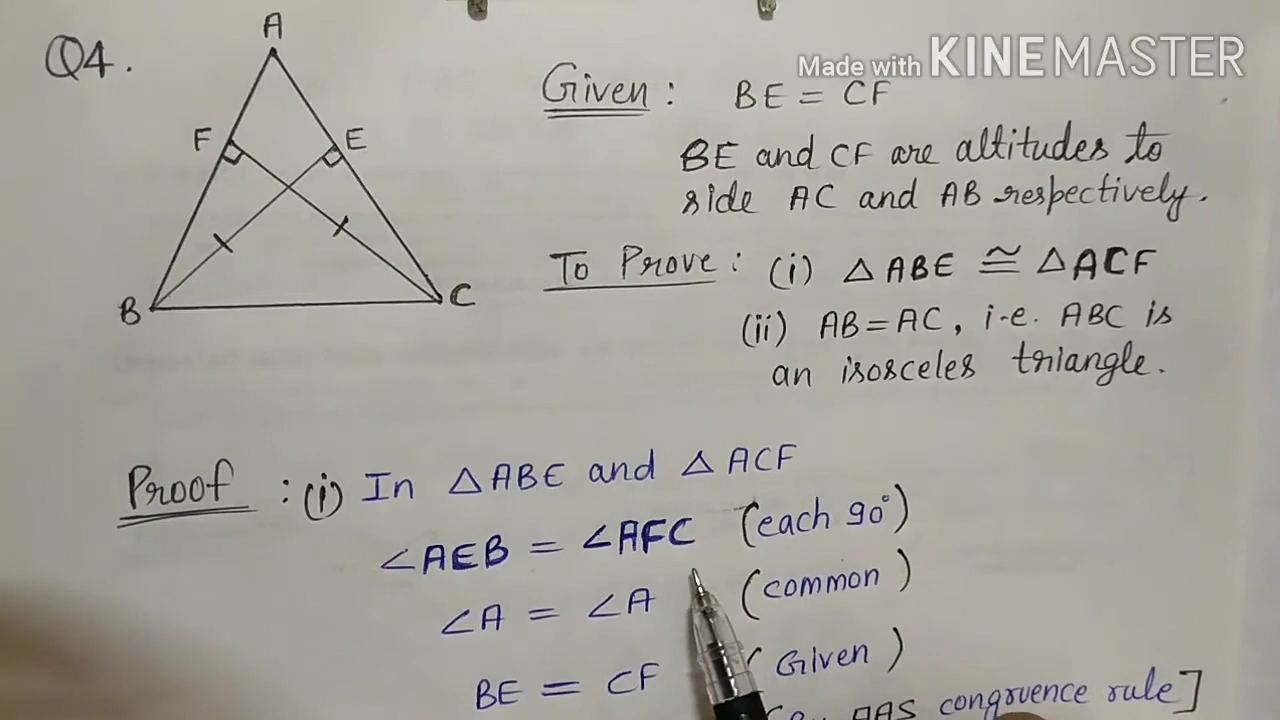 Made with KINEMASTER
Q4.
A
F
E
B
C
Given : BE = CF
BE and CF are altitudes to
side AC and AB respectively.
To Prove : (i) △ABE ≅ △ACF
(ii) AB = AC, i.e. ABC is
an isosceles triangle.
Proof : (i) In △ABE and △ACF
∠AEB = ∠AFC (each 90°)
∠A = ∠A (common)
BE = CF (Given)
AAS congruence rule]